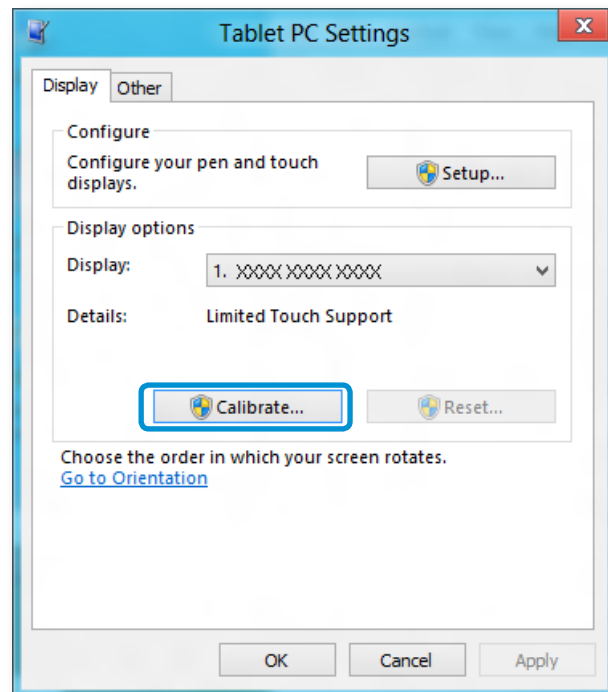 Tablet PC Settings
Display
Other
Configure
Configure your pen and touch
displays.
Setup...
Display options
Display:
1. XXXX XXXX XXXX
Details:
Limited Touch Support
Calibrate...
Reset...
Choose the order in which your screen rotates.
Go to Orientation
OK
Cancel
Apply